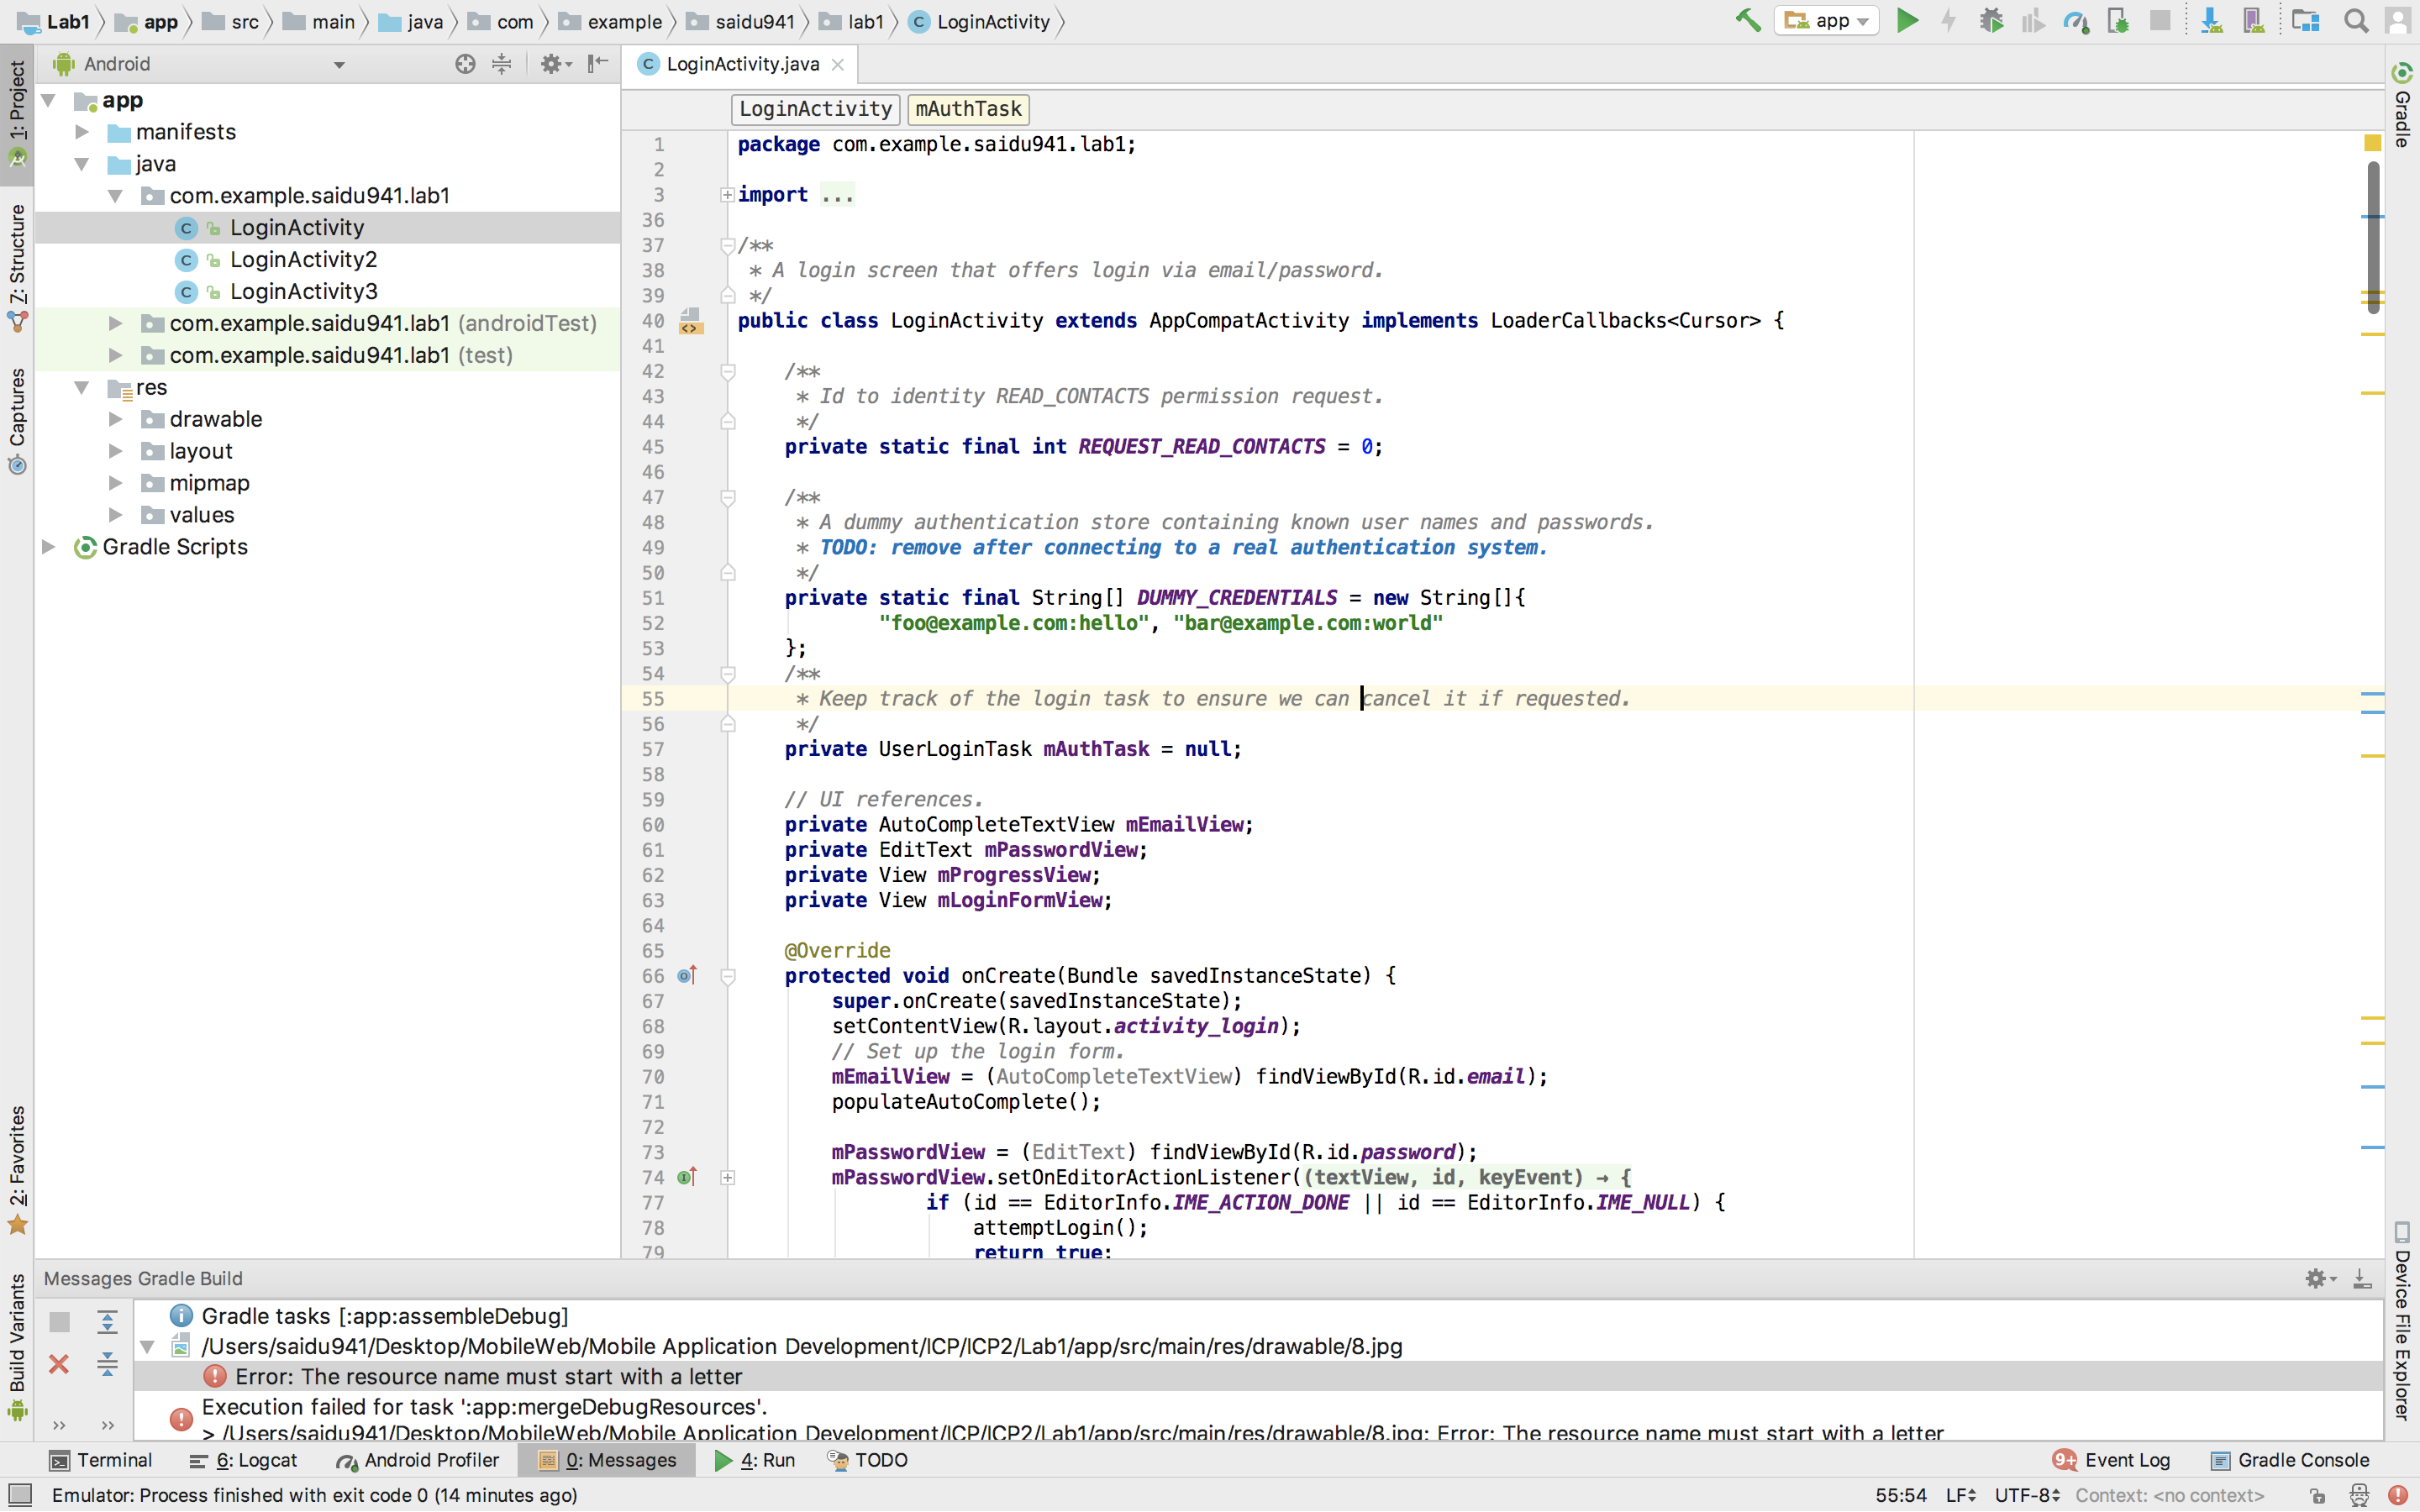 Lab1 app src main java com example saidu941 lab1 C LoginActivity app
Android
C LoginActivity.java
LoginActivity mAuthTask
1: Project
7: Structure
Captures
2: Favorites
Build Variants
app
manifests
java
com.example.saidu941.lab1
C LoginActivity
C LoginActivity2
C LoginActivity3
com.example.saidu941.lab1 (androidTest)
com.example.saidu941.lab1 (test)
res
drawable
layout
mipmap
values
Gradle Scripts
1 package com.example.saidu941.lab1;
2
3 import ...
36
37 /**
38 * A login screen that offers login via email/password.
39 */
40 public class LoginActivity extends AppCompatActivity implements LoaderCallbacks<Cursor> {
41
42 /**
43 * Id to identity READ_CONTACTS permission request.
44 */
45 private static final int REQUEST_READ_CONTACTS = 0;
46
47 /**
48 * A dummy authentication store containing known user names and passwords.
49 * TODO: remove after connecting to a real authentication system.
50 */
51 private static final String[] DUMMY_CREDENTIALS = new String[]{
52 "foo@example.com:hello", "bar@example.com:world"
53 };
54 /**
55 * Keep track of the login task to ensure we can cancel it if requested.
56 */
57 private UserLoginTask mAuthTask = null;
58
59 // UI references.
60 private AutoCompleteTextView mEmailView;
61 private EditText mPasswordView;
62 private View mProgressView;
63 private View mLoginFormView;
64
65 @Override
66 protected void onCreate(Bundle savedInstanceState) {
67 super.onCreate(savedInstanceState);
68 setContentView(R.layout.activity_login);
69 // Set up the login form.
70 mEmailView = (AutoCompleteTextView) findViewById(R.id.email);
71 populateAutoComplete();
72
73 mPasswordView = (EditText) findViewById(R.id.password);
74 mPasswordView.setOnEditorActionListener((textView, id, keyEvent) → {
77 if (id == EditorInfo.IME_ACTION_DONE || id == EditorInfo.IME_NULL) {
78 attemptLogin();
79 return true;
Gradle
Device File Explorer
Messages Gradle Build
Gradle tasks [:app:assembleDebug]
/Users/saidu941/Desktop/MobileWeb/Mobile Application Development/ICP/ICP2/Lab1/app/src/main/res/drawable/8.jpg
Error: The resource name must start with a letter
Execution failed for task ':app:mergeDebugResources'.
> /Users/saidu941/Desktop/MobileWeb/Mobile Application Development/ICP/ICP2/Lab1/app/src/main/res/drawable/8.jpg: Error: The resource name must start with a letter
Terminal 6: Logcat Android Profiler 0: Messages 4: Run TODO 9+ Event Log Gradle Console
Emulator: Process finished with exit code 0 (14 minutes ago) 55:54 LF UTF-8 Context: <no context>